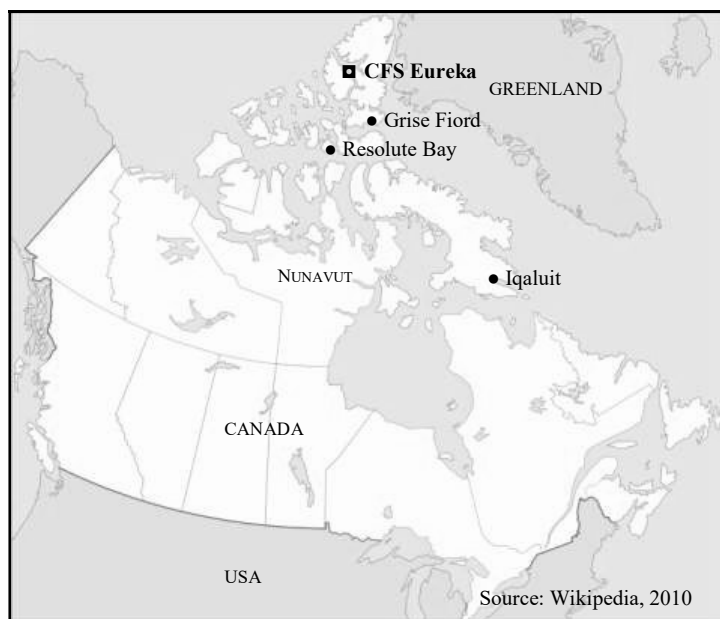 CFS Eureka
GREENLAND
Grise Fiord
Resolute Bay
NUNAVUT
Iqaluit
CANADA
USA
Source: Wikipedia, 2010